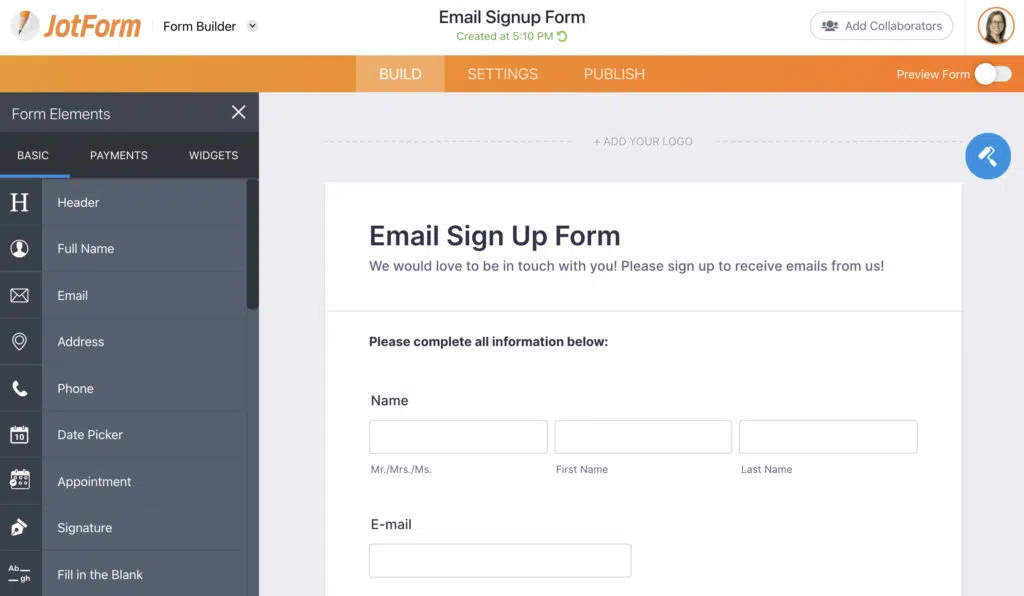 JotForm
Form Builder
Email Signup Form
Created at 5:10 PM
Add Collaborators
BUILD
SETTINGS
PUBLISH
Preview Form
Form Elements
BASIC
PAYMENTS
WIDGETS
H
Header
Full Name
Email
Address
Phone
10
Date Picker
Appointment
Signature
Ab
gh
Fill in the Blank
+ ADD YOUR LOGO
Email Sign Up Form
We would love to be in touch with you! Please sign up to receive emails from us!
Please complete all information below:
Name
Mr./Mrs./Ms.
First Name
Last Name
E-mail